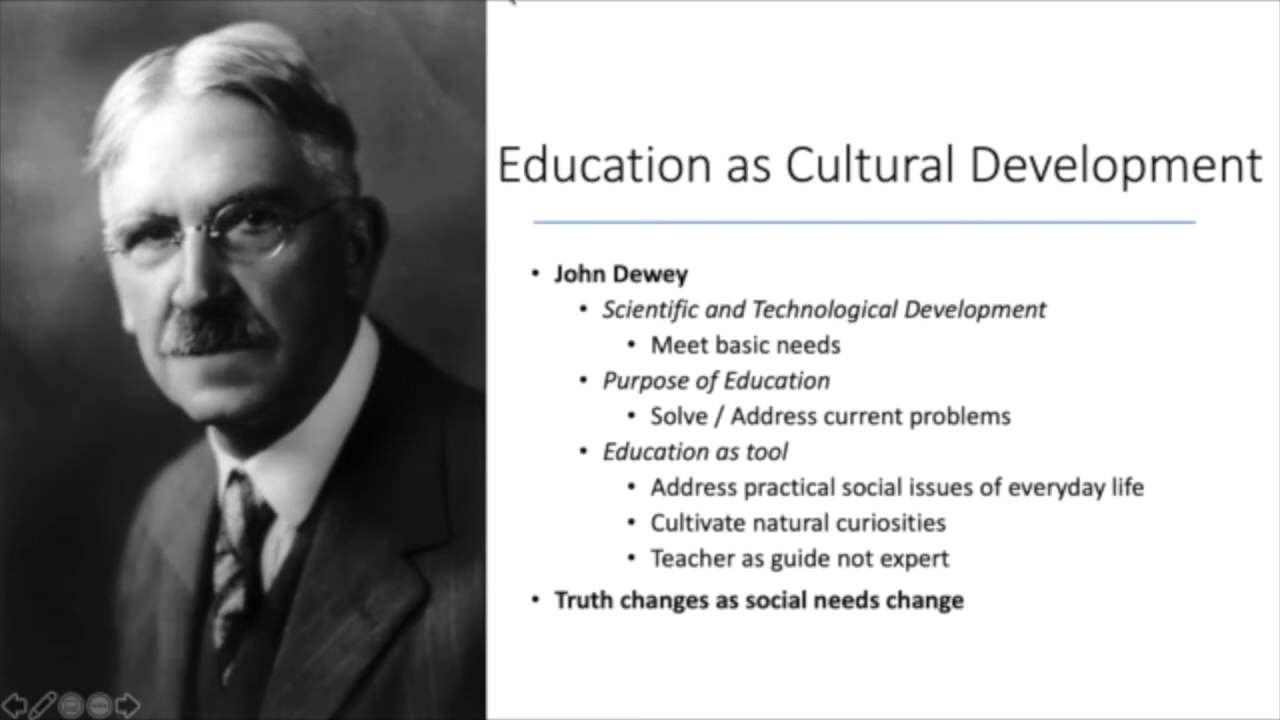 Education as Cultural Development
• John Dewey
• Scientific and Technological Development
• Meet basic needs
• Purpose of Education
• Solve / Address current problems
• Education as tool
• Address practical social issues of everyday life
• Cultivate natural curiosities
• Teacher as guide not expert
• Truth changes as social needs change